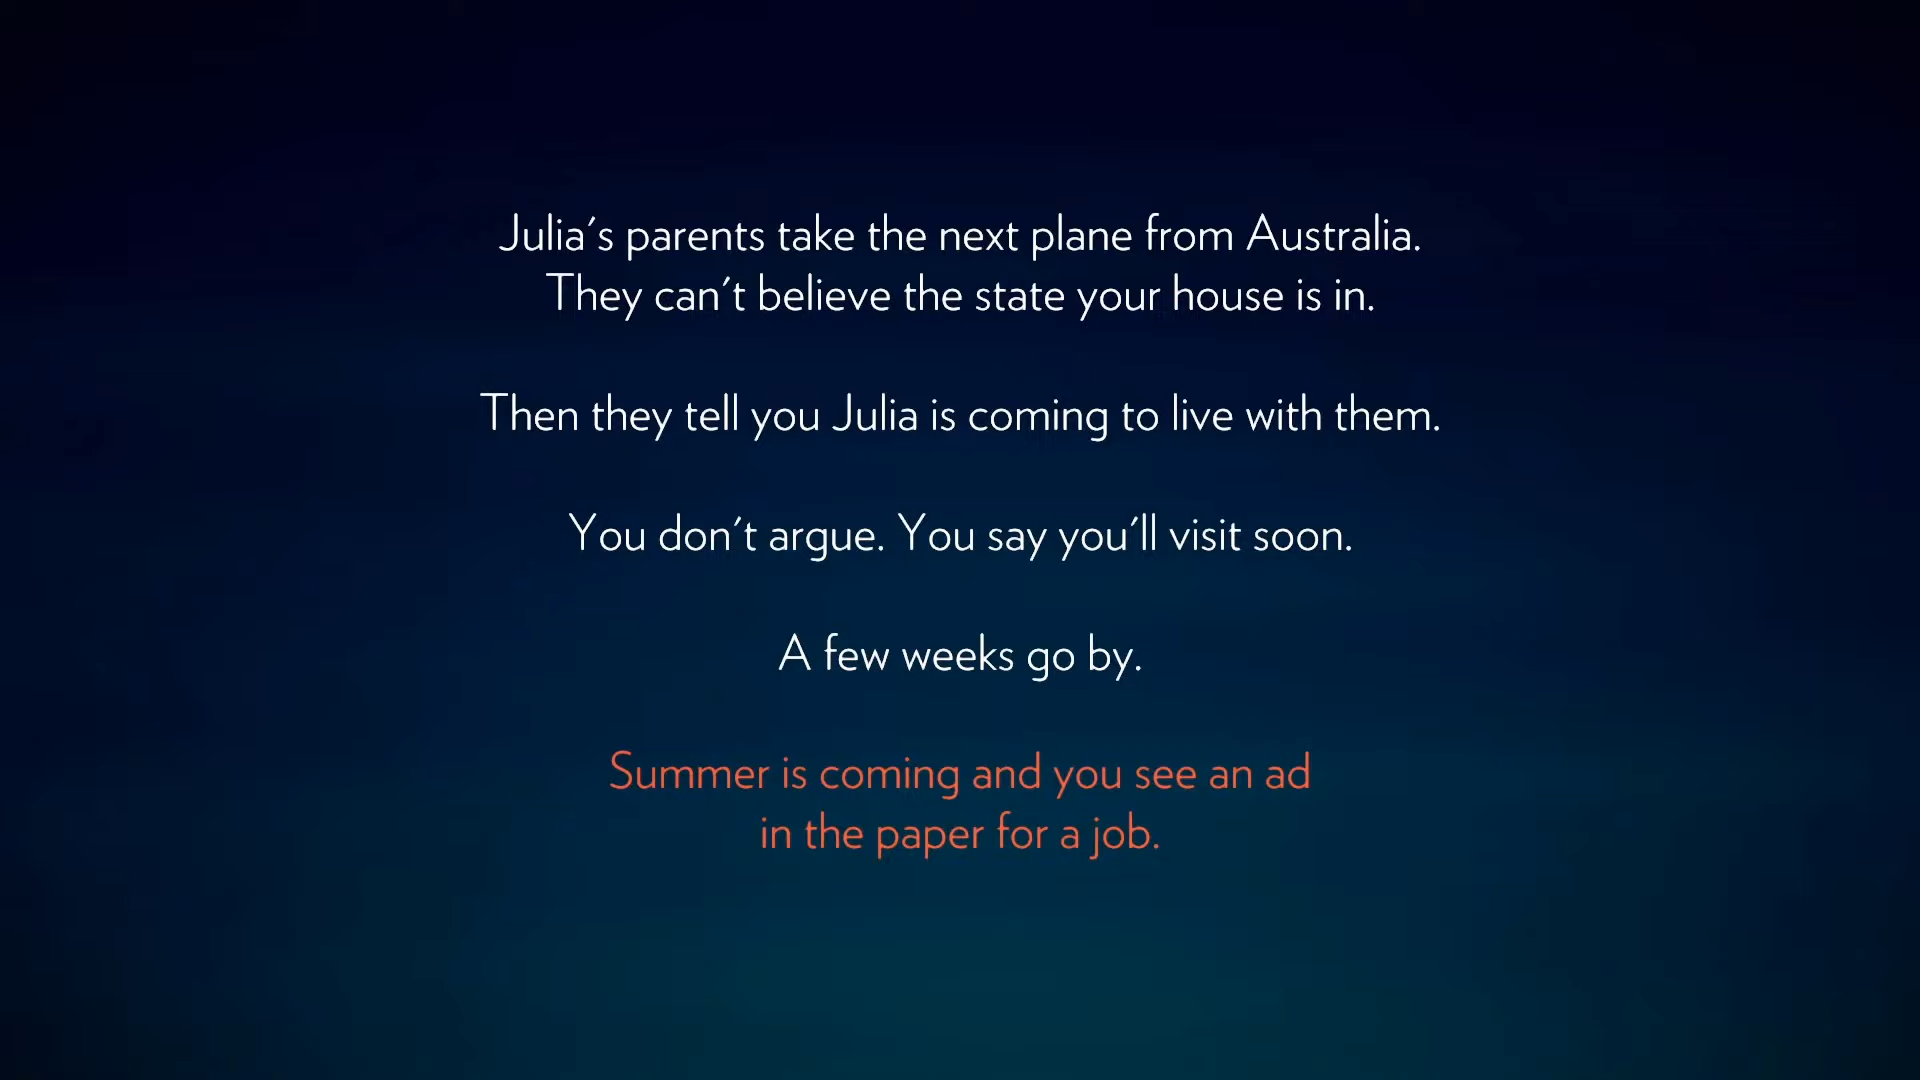 Julia's parents take the next plane from Australia.
They can't believe the state your house is in.
Then they tell you Julia is coming to live with them.
You don't argue. You say you'll visit soon.
A few weeks go by.
Summer is coming and you see an ad
in the paper for a job.